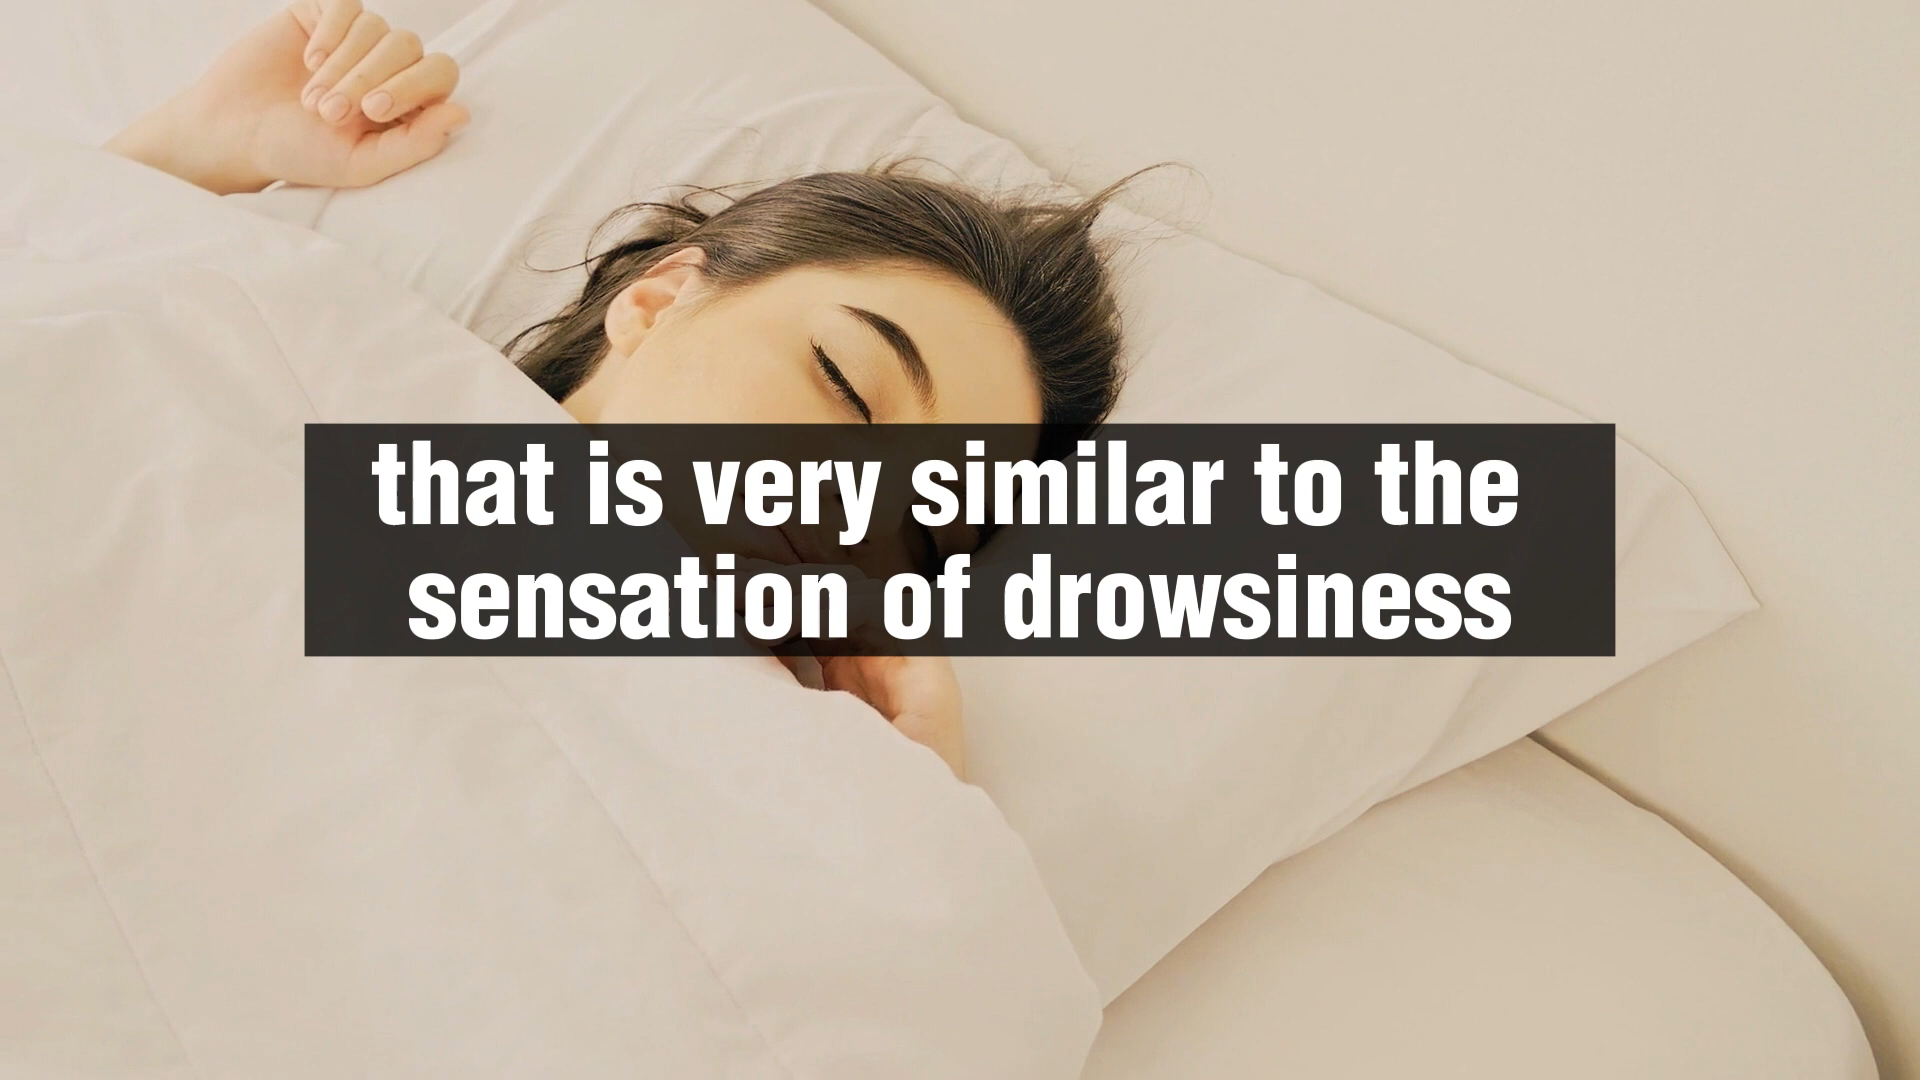 that is very similar to the
sensation of drowsiness